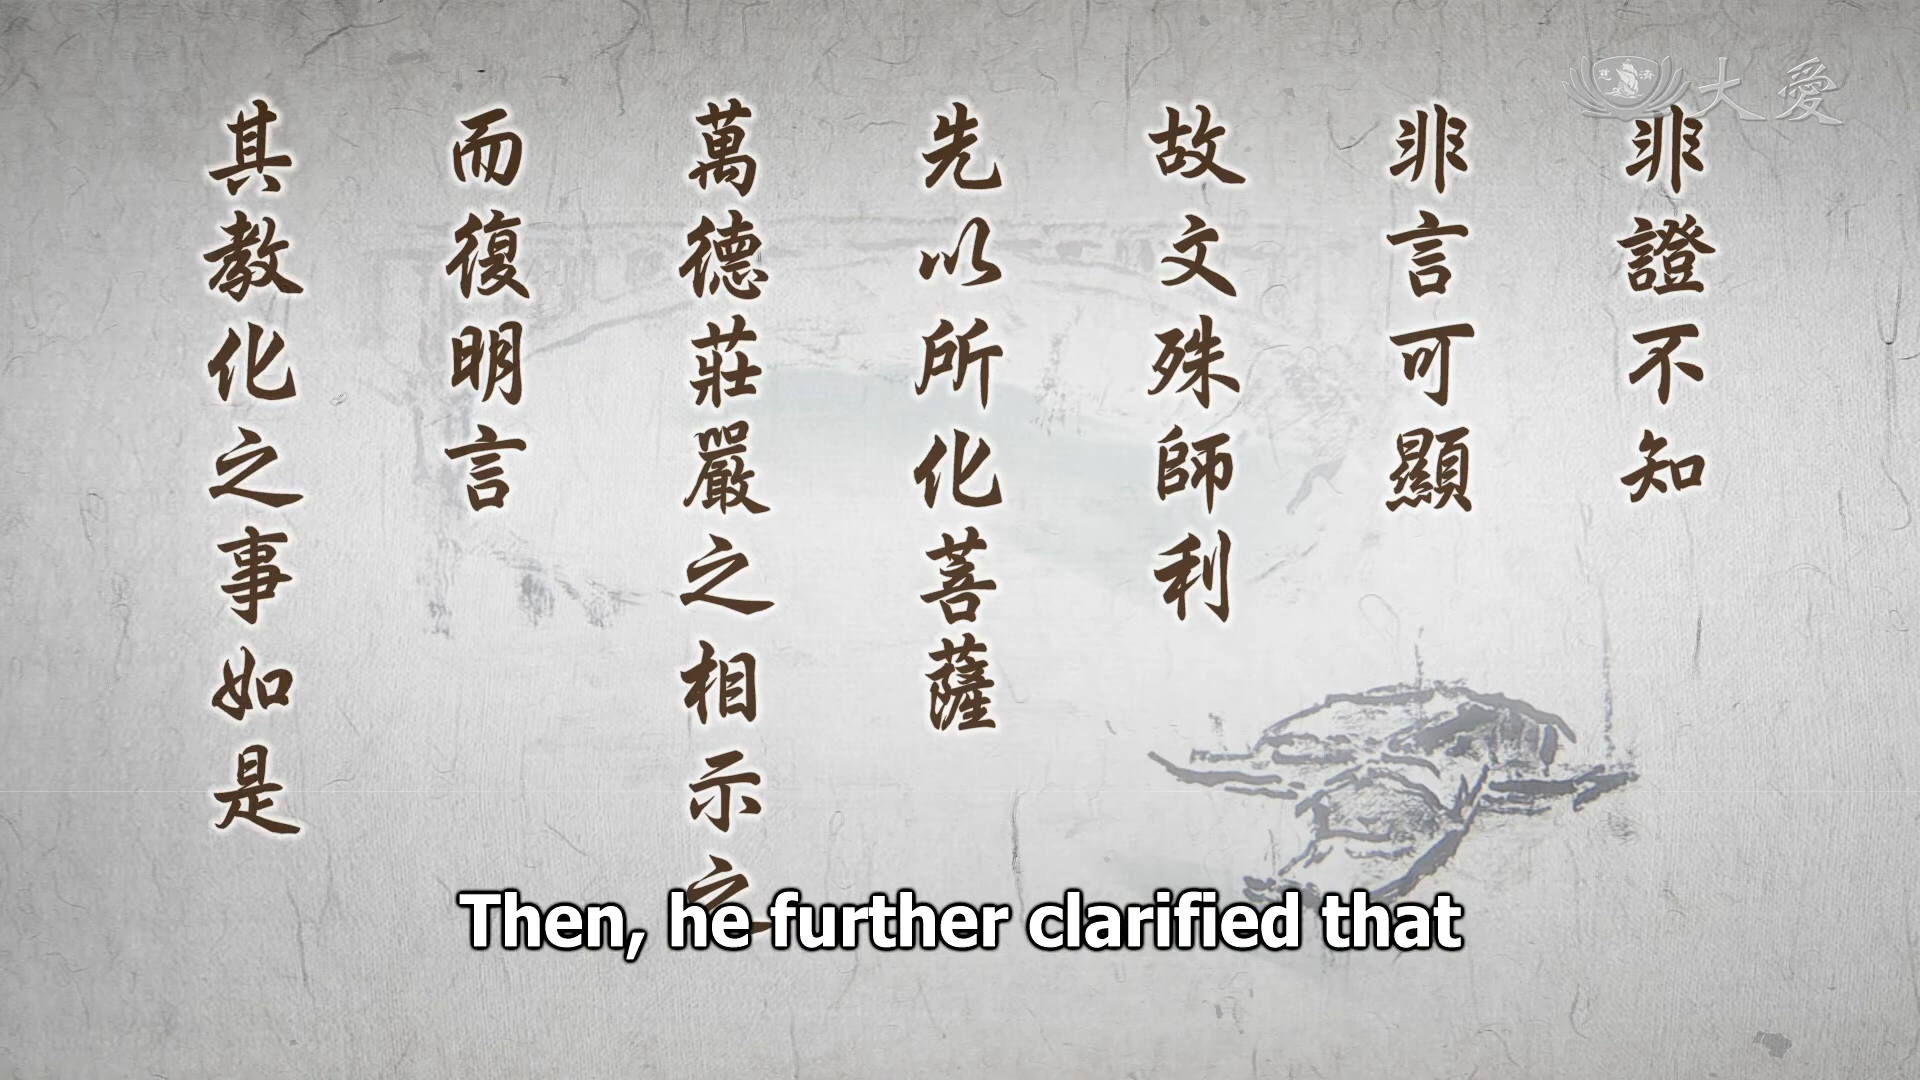 非證不知
非言可顯
故文殊師利
先以所化菩薩
萬德莊嚴之相示之
而復明言
其教化之事如是
Then, he further clarified that
慈濟
大愛